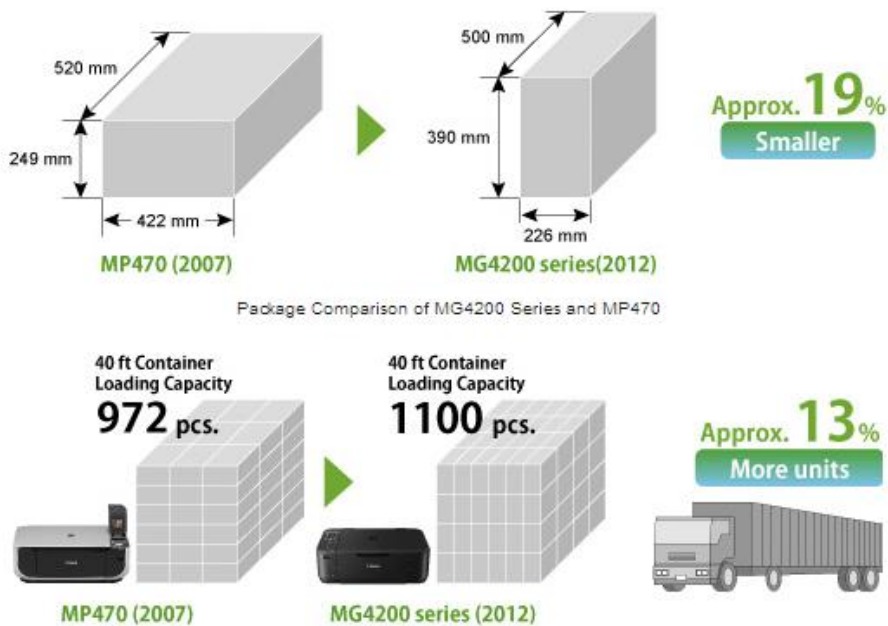 520 mm
249 mm
422 mm
MP470 (2007)
500 mm
390 mm
226 mm
MG4200 series(2012)
Approx. 19%
Smaller
Package Comparison of MG4200 Series and MP470
40 ft Container
Loading Capacity
972 pcs.
MP470 (2007)
40 ft Container
Loading Capacity
1100 pcs.
MG4200 series (2012)
Approx. 13%
More units